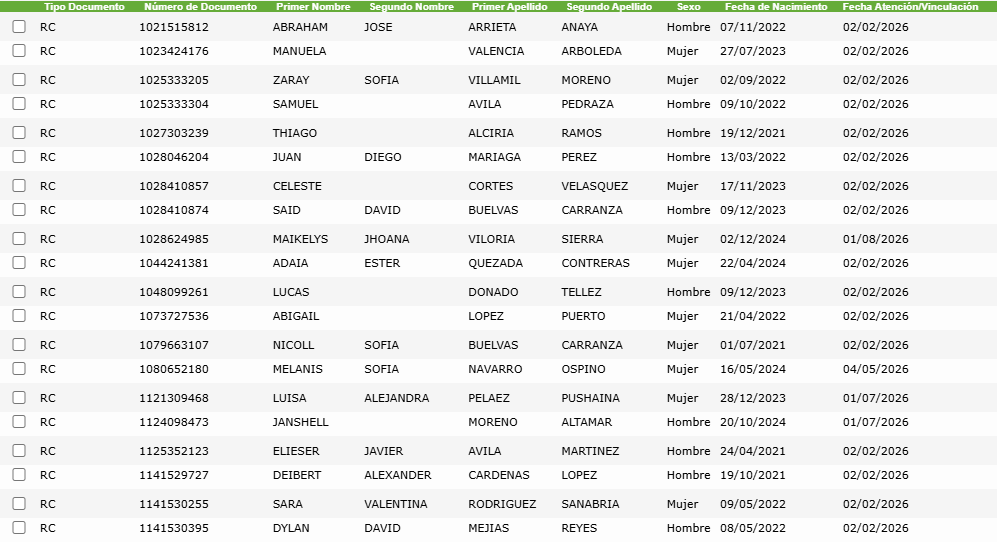 Tipo Documento Número de Documento Primer Nombre Segundo Nombre Primer Apellido Segundo Apellido Sexo Fecha de Nacimiento Fecha Atención/Vinculación
RC 1021515812 ABRAHAM JOSE ARRIETA ANAYA Hombre 07/11/2022 02/02/2026
RC 1023424176 MANUELA VALENCIA ARBOLEDA Mujer 27/07/2023 02/02/2026
RC 1025333205 ZARAY SOFIA VILLAMIL MORENO Mujer 02/09/2022 02/02/2026
RC 1025333304 SAMUEL AVILA PEDRAZA Hombre 09/10/2022 02/02/2026
RC 1027303239 THIAGO ALCIRIA RAMOS Hombre 19/12/2021 02/02/2026
RC 1028046204 JUAN DIEGO MARIAGA PEREZ Hombre 13/03/2022 02/02/2026
RC 1028410857 CELESTE CORTES VELASQUEZ Mujer 17/11/2023 02/02/2026
RC 1028410874 SAID DAVID BUELVAS CARRANZA Hombre 09/12/2023 02/02/2026
RC 1028624985 MAIKELYS JHOANA VILORIA SIERRA Mujer 02/12/2024 01/08/2026
RC 1044241381 ADAIA ESTER QUEZADA CONTRERAS Mujer 22/04/2024 02/02/2026
RC 1048099261 LUCAS DONADO TELLEZ Hombre 09/12/2023 02/02/2026
RC 1073727536 ABIGAIL LOPEZ PUERTO Mujer 21/04/2022 02/02/2026
RC 1079663107 NICOLL SOFIA BUELVAS CARRANZA Mujer 01/07/2021 02/02/2026
RC 1080652180 MELANIS SOFIA NAVARRO OSPINO Mujer 16/05/2024 04/05/2026
RC 1121309468 LUISA ALEJANDRA PELAEZ PUSHAINA Mujer 28/12/2023 01/07/2026
RC 1124098473 JANSHELL MORENO ALTAMAR Hombre 20/10/2024 01/07/2026
RC 1125352123 ELIESER JAVIER AVILA MARTINEZ Hombre 24/04/2021 02/02/2026
RC 1141529727 DEIBERT ALEXANDER CARDENAS LOPEZ Hombre 19/10/2021 02/02/2026
RC 1141530255 SARA VALENTINA RODRIGUEZ SANABRIA Mujer 09/05/2022 02/02/2026
RC 1141530395 DYLAN DAVID MEJIAS REYES Hombre 08/05/2022 02/02/2026